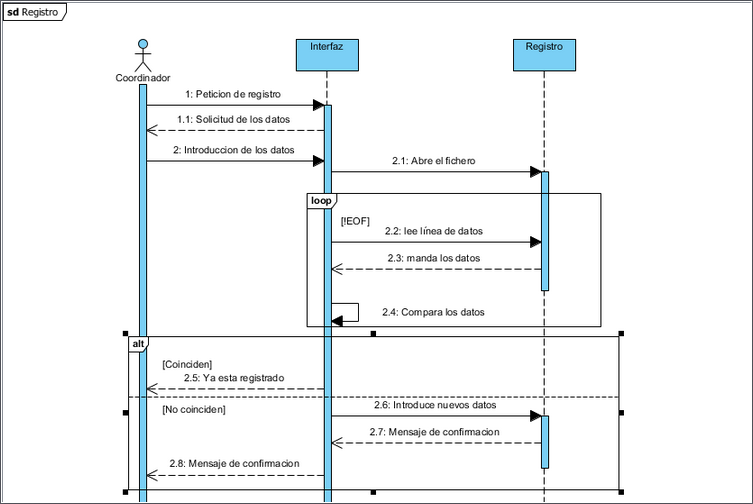 sd Registro
Interfaz
Registro
Coordinador
1: Peticion de registro
1.1: Solicitud de los datos
2: Introduccion de los datos
2.1: Abre el fichero
loop
[!EOF]
2.2: lee línea de datos
2.3: manda los datos
2.4: Compara los datos
alt
[Coinciden]
2.5: Ya esta registrado
[No coinciden]
2.6: Introduce nuevos datos
2.7: Mensaje de confirmacion
2.8: Mensaje de confirmacion